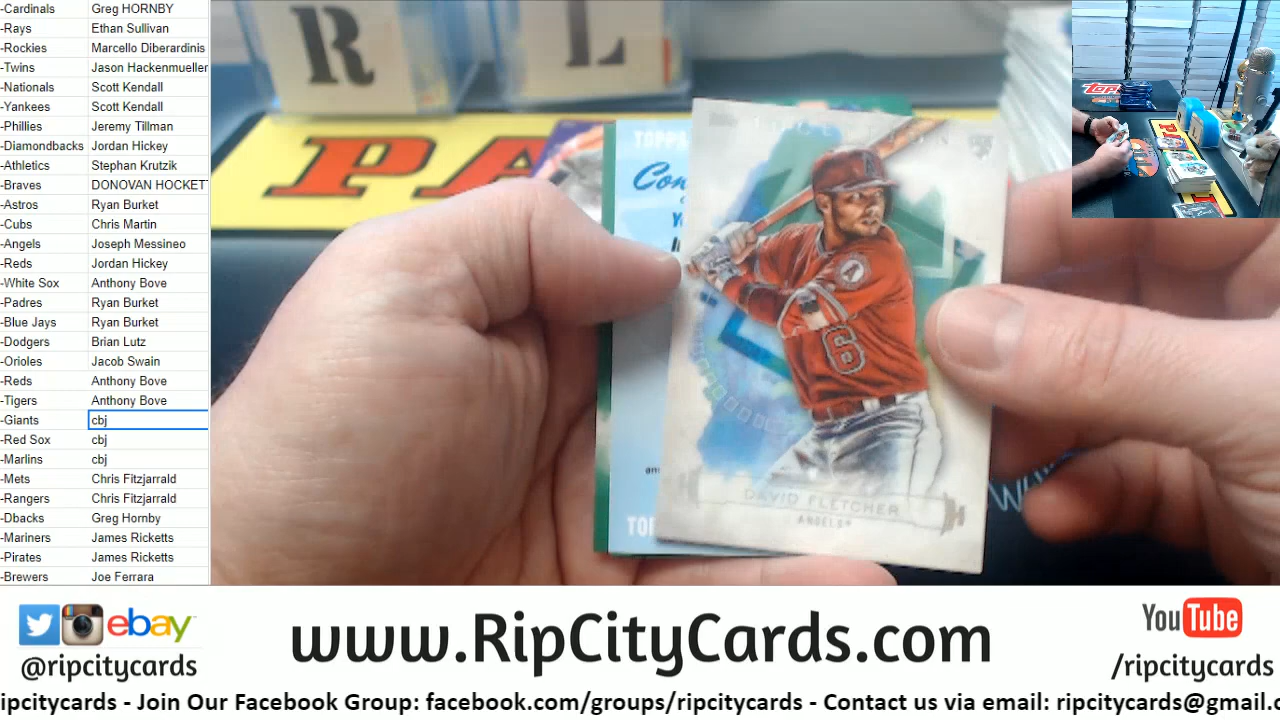 -Cardinals Greg HORNBY
-Rays Ethan Sullivan
-Rockies Marcello Diberardinis
-Twins Jason Hackenmueller
-Nationals Scott Kendall
-Yankees Scott Kendall
-Phillies Jeremy Tillman
-Diamondbacks Jordan Hickey
-Athletics Stephan Krutzik
-Braves DONOVAN HOCKETT
-Astros Ryan Burket
-Cubs Chris Martin
-Angels Joseph Messineo
-Reds Jordan Hickey
-White Sox Anthony Bove
-Padres Ryan Burket
-Blue Jays Ryan Burket
-Dodgers Brian Lutz
-Orioles Jacob Swain
-Reds Anthony Bove
-Tigers Anthony Bove
-Giants cbj
-Red Sox cbj
-Marlins cbj
-Mets Chris Fitzjarrald
-Rangers Chris Fitzjarrald
-Dbacks Greg Hornby
-Mariners James Ricketts
-Pirates James Ricketts
-Brewers Joe Ferrara
R L
PA
TOPPS
Con
6
DAVID FLETCHER
ANGELS
TOP
ebay
@ripcitycards
www.RipCityCards.com
YouTube
/ripcitycards
ipcitycards - Join Our Facebook Group: facebook.com/groups/ripcitycards - Contact us via email: ripcitycards@gmail.c